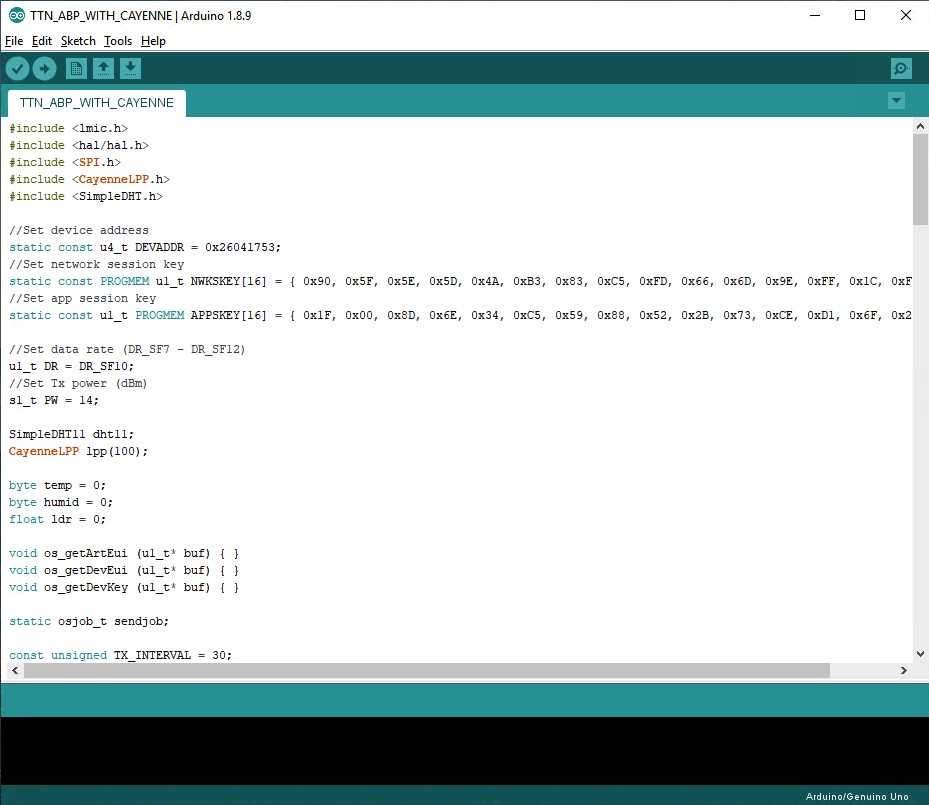 TTN_ABP_WITH_CAYENNE | Arduino 1.8.9
File Edit Sketch Tools Help
TTN_ABP_WITH_CAYENNE
#include <lmic.h>
#include <hal/hal.h>
#include <SPI.h>
#include <CayenneLPP.h>
#include <SimpleDHT.h>
//Set device address
static const u4_t DEVADDR = 0x26041753;
//Set network session key
static const PROGMEM u1_t NWKSKEY[16] = { 0x90, 0x5F, 0x5E, 0x5D, 0x4A, 0xB3, 0x83, 0xC5, 0xFD, 0x66, 0x6D, 0x9E, 0xFF, 0x1C, 0xF
//Set app session key
static const u1_t PROGMEM APPSKEY[16] = { 0x1F, 0x00, 0x8D, 0x6E, 0x34, 0xC5, 0x59, 0x88, 0x52, 0x2B, 0x73, 0xCE, 0xD1, 0x6F, 0x2
//Set data rate (DR_SF7 - DR_SF12)
u1_t DR = DR_SF10;
//Set Tx power (dBm)
s1_t PW = 14;
SimpleDHT11 dht11;
CayenneLPP lpp(100);
byte temp = 0;
byte humid = 0;
float ldr = 0;
void os_getArtEui (u1_t* buf) { }
void os_getDevEui (u1_t* buf) { }
void os_getDevKey (u1_t* buf) { }
static osjob_t sendjob;
const unsigned TX_INTERVAL = 30;
Arduino/Genuino Uno